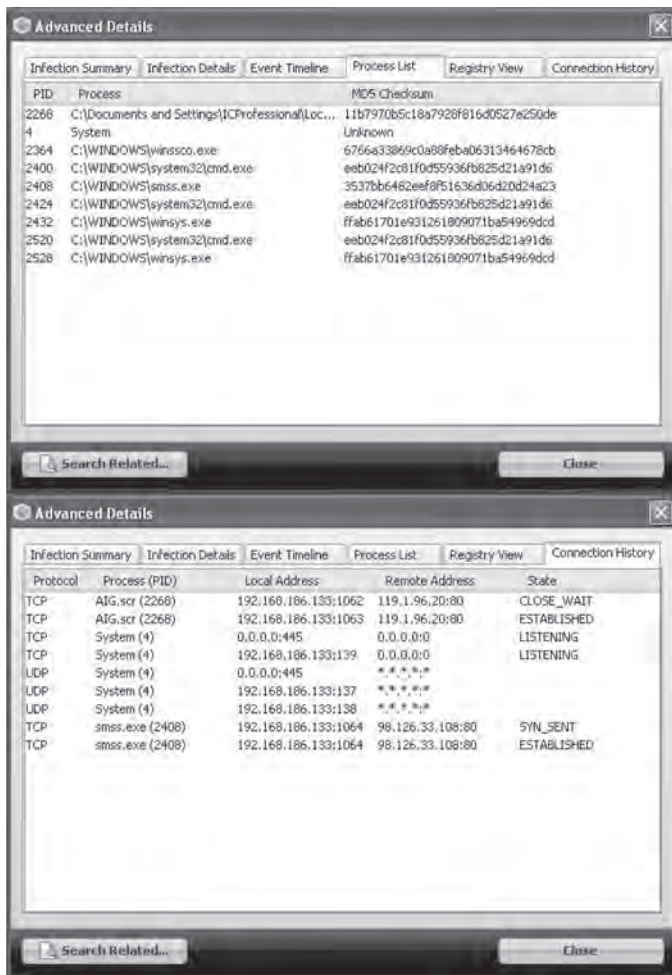 Advanced Details
Infection Summary Infection Details Event Timeline Process List Registry View Connection History
PID Process MD5 Checksum
2268 C:\Documents and Settings\ICProfessional\Loc... 11b7970b5c18a7928f816d0527e250de
4 System Unknown
2364 C:\WINDOWS\winssco.exe 6766a33869c0a88feba06313464678cb
2400 C:\WINDOWS\system32\cmd.exe eeb024f2c81f0d55936fb825d21a91d6
2408 C:\WINDOWS\smss.exe 3537bb6482eef8f51636d06d20d24a23
2424 C:\WINDOWS\system32\cmd.exe eeb024f2c81f0d55936fb825d21a91d6
2432 C:\WINDOWS\winsys.exe ffab61701e931261809071ba54969dcd
2520 C:\WINDOWS\system32\cmd.exe eeb024f2c81f0d55936fb825d21a91d6
2528 C:\WINDOWS\winsys.exe ffab61701e931261809071ba54969dcd
Search Related... Close
Advanced Details
Infection Summary Infection Details Event Timeline Process List Registry View Connection History
Protocol Process (PID) Local Address Remote Address State
TCP AIG.scr (2268) 192.168.186.133:1062 119.1.96.20:80 CLOSE_WAIT
TCP AIG.scr (2268) 192.168.186.133:1063 119.1.96.20:80 ESTABLISHED
TCP System (4) 0.0.0.0:445 0.0.0.0:0 LISTENING
TCP System (4) 192.168.186.133:139 0.0.0.0:0 LISTENING
UDP System (4) 0.0.0.0:445 *.*.*.*:*
UDP System (4) 192.168.186.133:137 *.*.*.*:*
UDP System (4) 192.168.186.133:138 *.*.*.*:*
TCP smss.exe (2408) 192.168.186.133:1064 98.126.33.108:80 SYN_SENT
TCP smss.exe (2408) 192.168.186.133:1064 98.126.33.108:80 ESTABLISHED
Search Related... Close